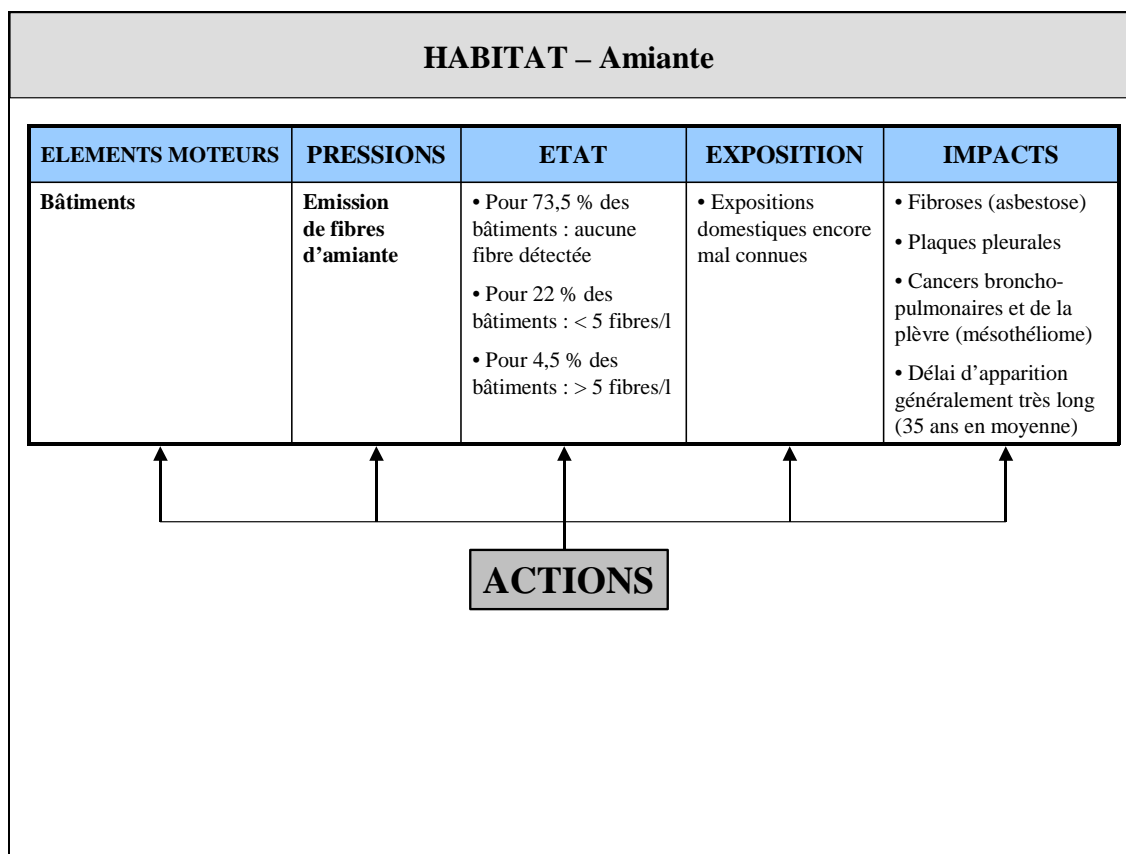 HABITAT – Amiante
ELEMENTS MOTEURS
PRESSIONS
ETAT
EXPOSITION
IMPACTS
Bâtiments
Emission
de fibres
d’amiante
• Pour 73,5 % des
bâtiments : aucune
fibre détectée
• Pour 22 % des
bâtiments : < 5 fibres/l
• Pour 4,5 % des
bâtiments : > 5 fibres/l
• Expositions
domestiques encore
mal connues
• Fibroses (asbestose)
• Plaques pleurales
• Cancers broncho-
pulmonaires et de la
plèvre (mésothéliome)
• Délai d’apparition
généralement très long
(35 ans en moyenne)
ACTIONS